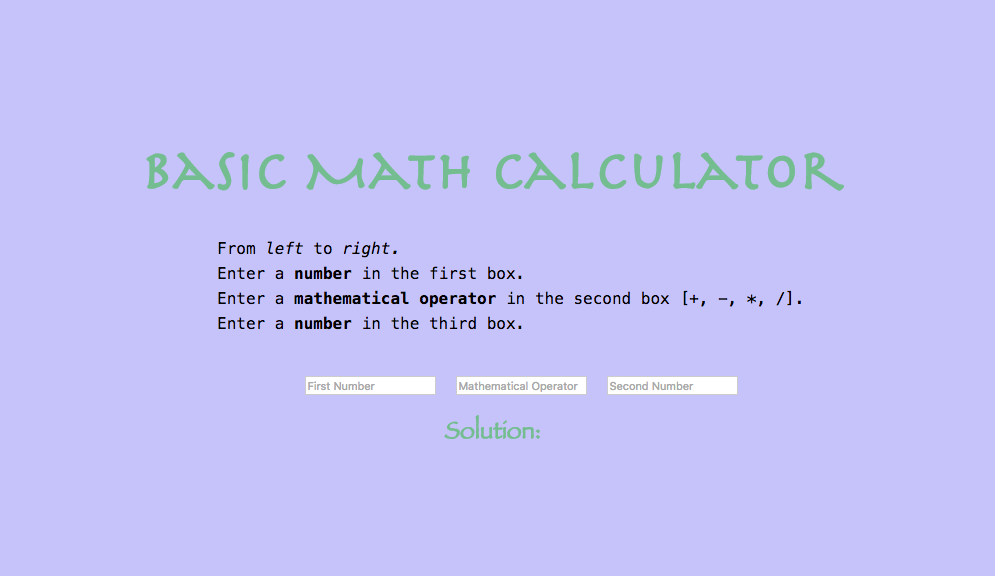 BASIC MATH CALCULATOR
From left to right.
Enter a number in the first box.
Enter a mathematical operator in the second box [+, −, *, /].
Enter a number in the third box.
First Number Mathematical Operator Second Number
Solution: